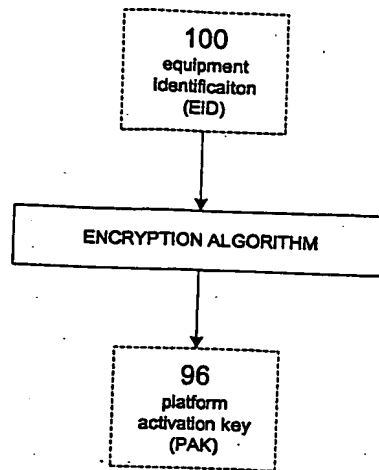 100
equipment
identificaiton
(EID)
ENCRYPTION ALGORITHM
96
platform
activation key
(PAK)